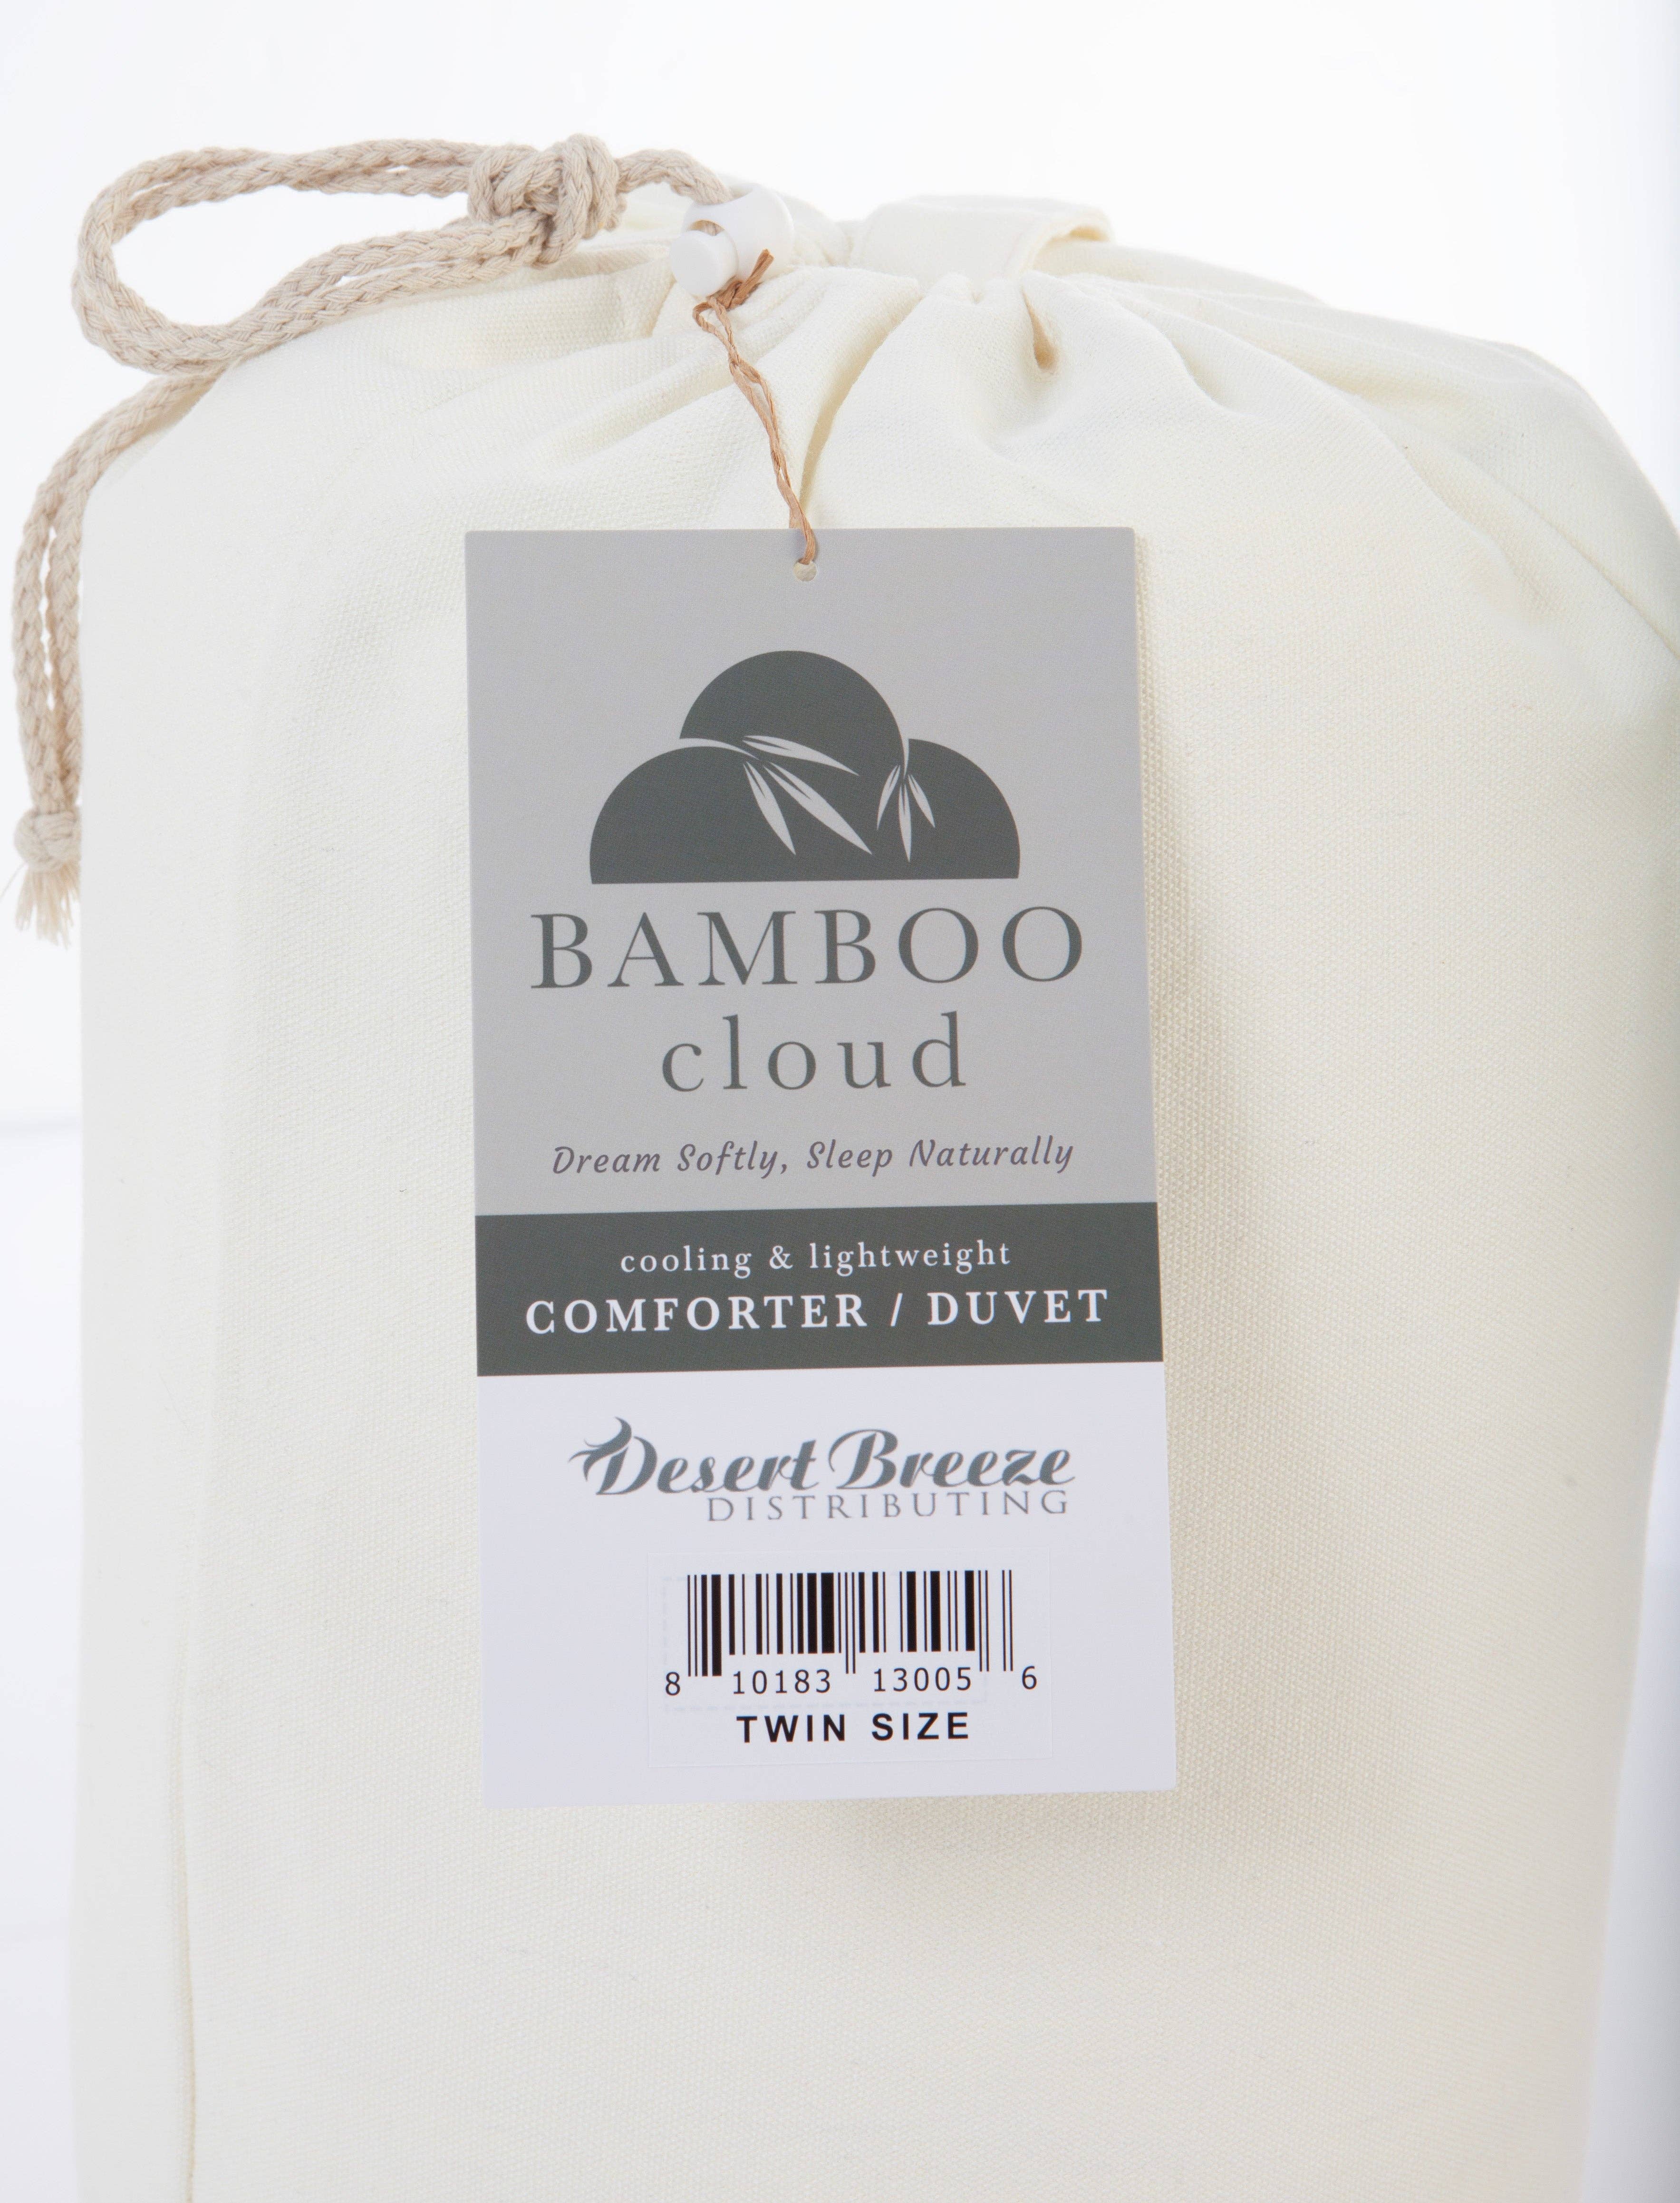 BAMBOO
cloud
Dream Softly, Sleep Naturally
cooling & lightweight
COMFORTER / DUVET
Desert Breeze
DISTRIBUTING
8 10183 13005 6
TWIN SIZE